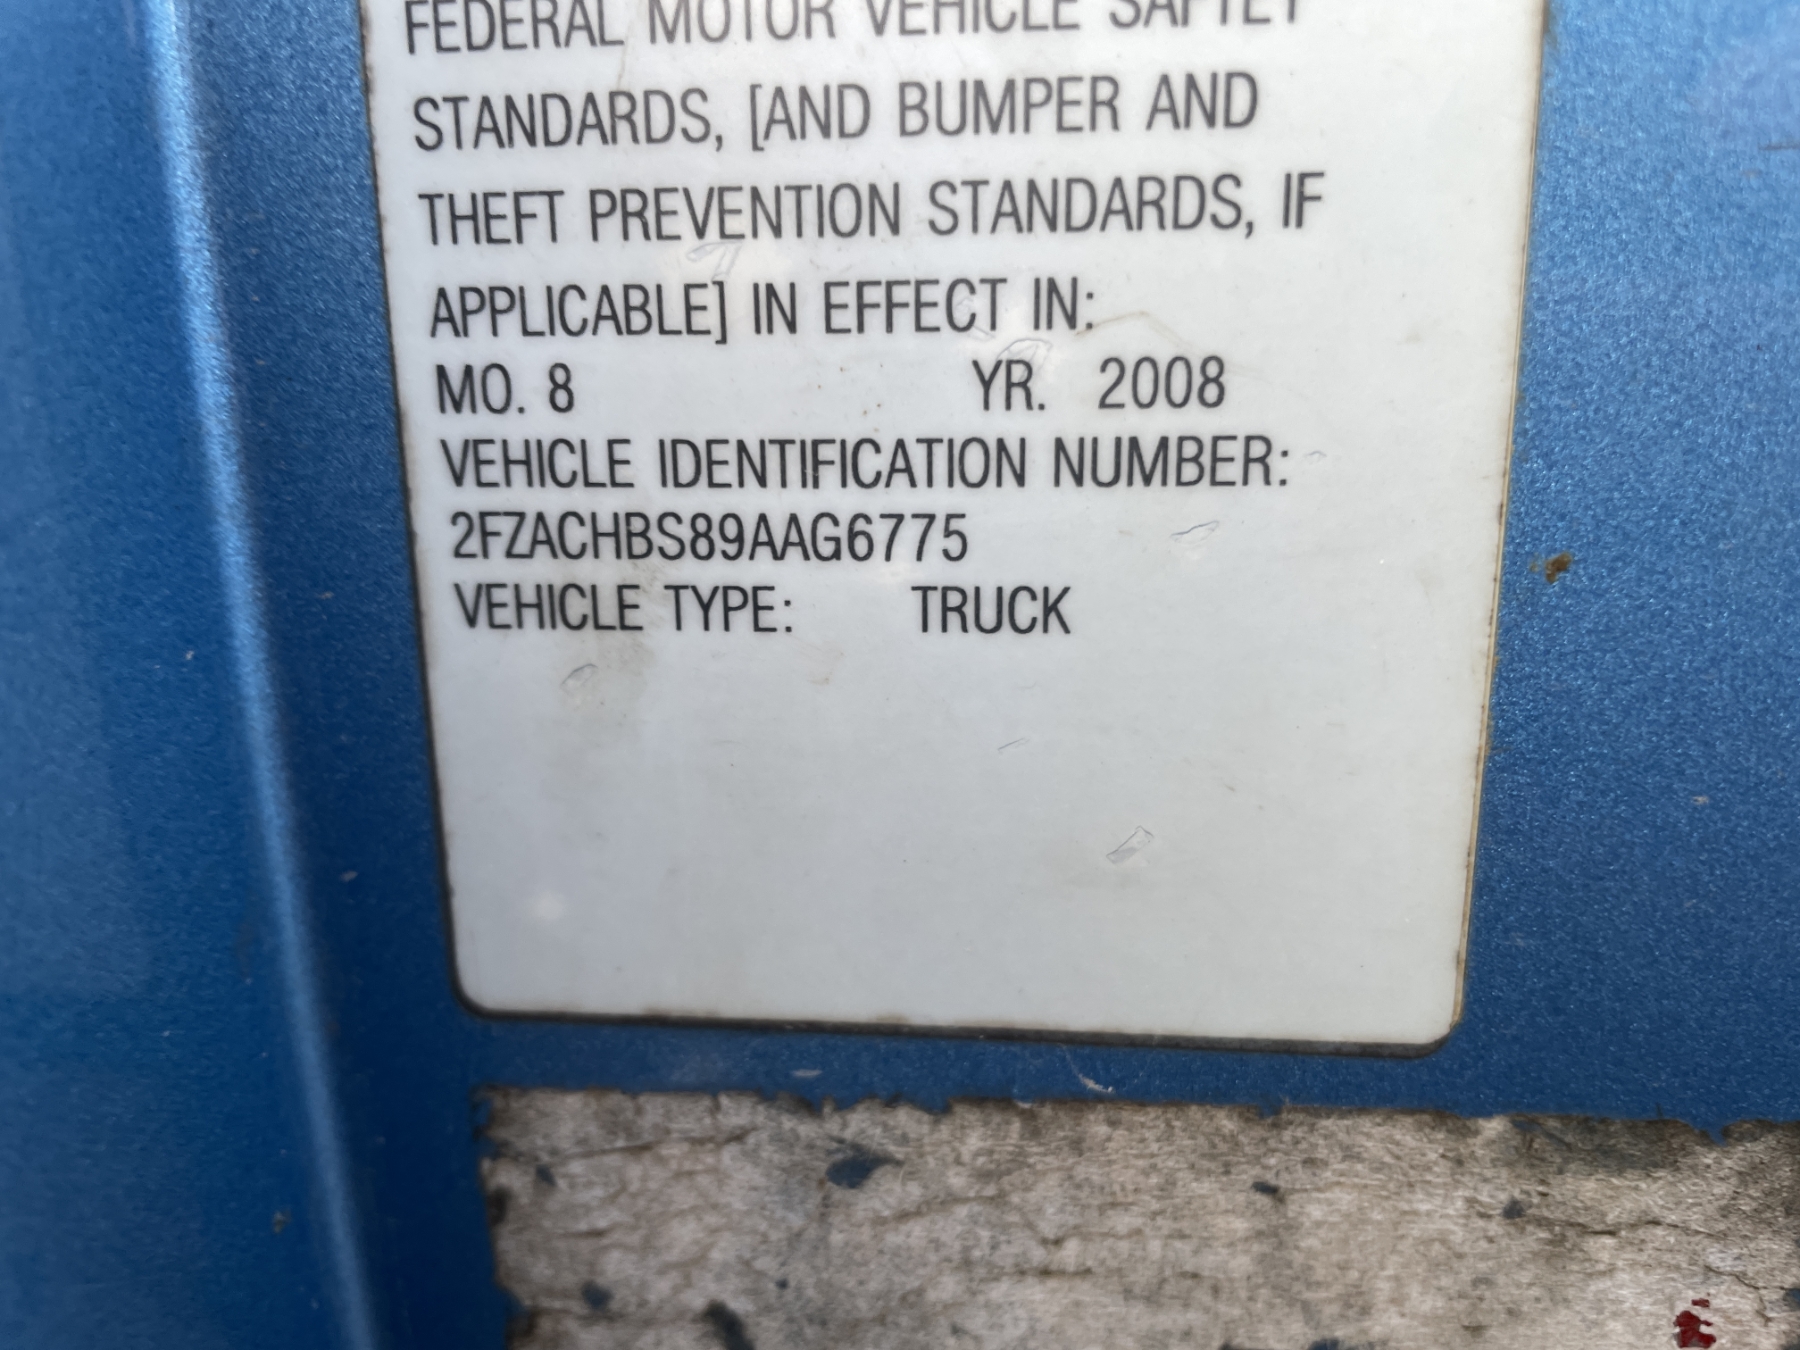 FEDERAL MOTOR VEHICLE SAFTEY
STANDARDS, [AND BUMPER AND
THEFT PREVENTION STANDARDS, IF
APPLICABLE] IN EFFECT IN:
MO. 8 YR. 2008
VEHICLE IDENTIFICATION NUMBER:
2FZACHBS89AAG6775
VEHICLE TYPE: TRUCK